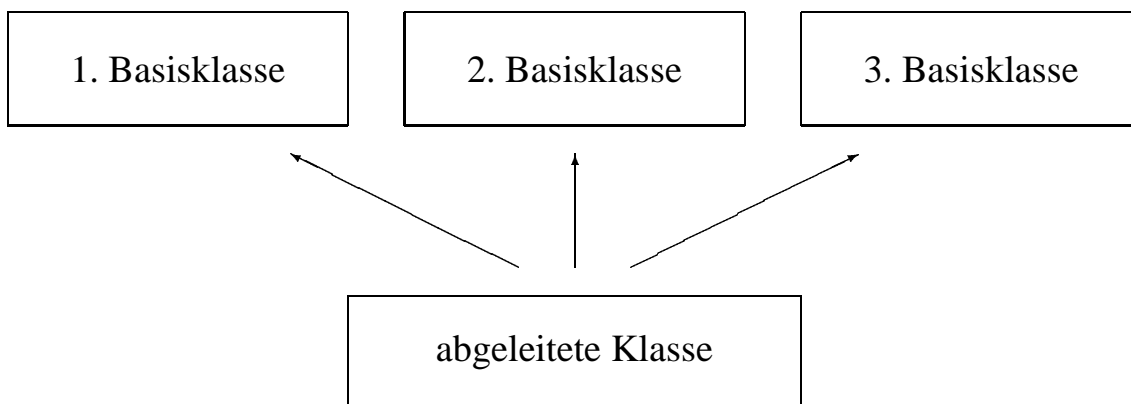 1. Basisklasse
2. Basisklasse
3. Basisklasse
abgeleitete Klasse